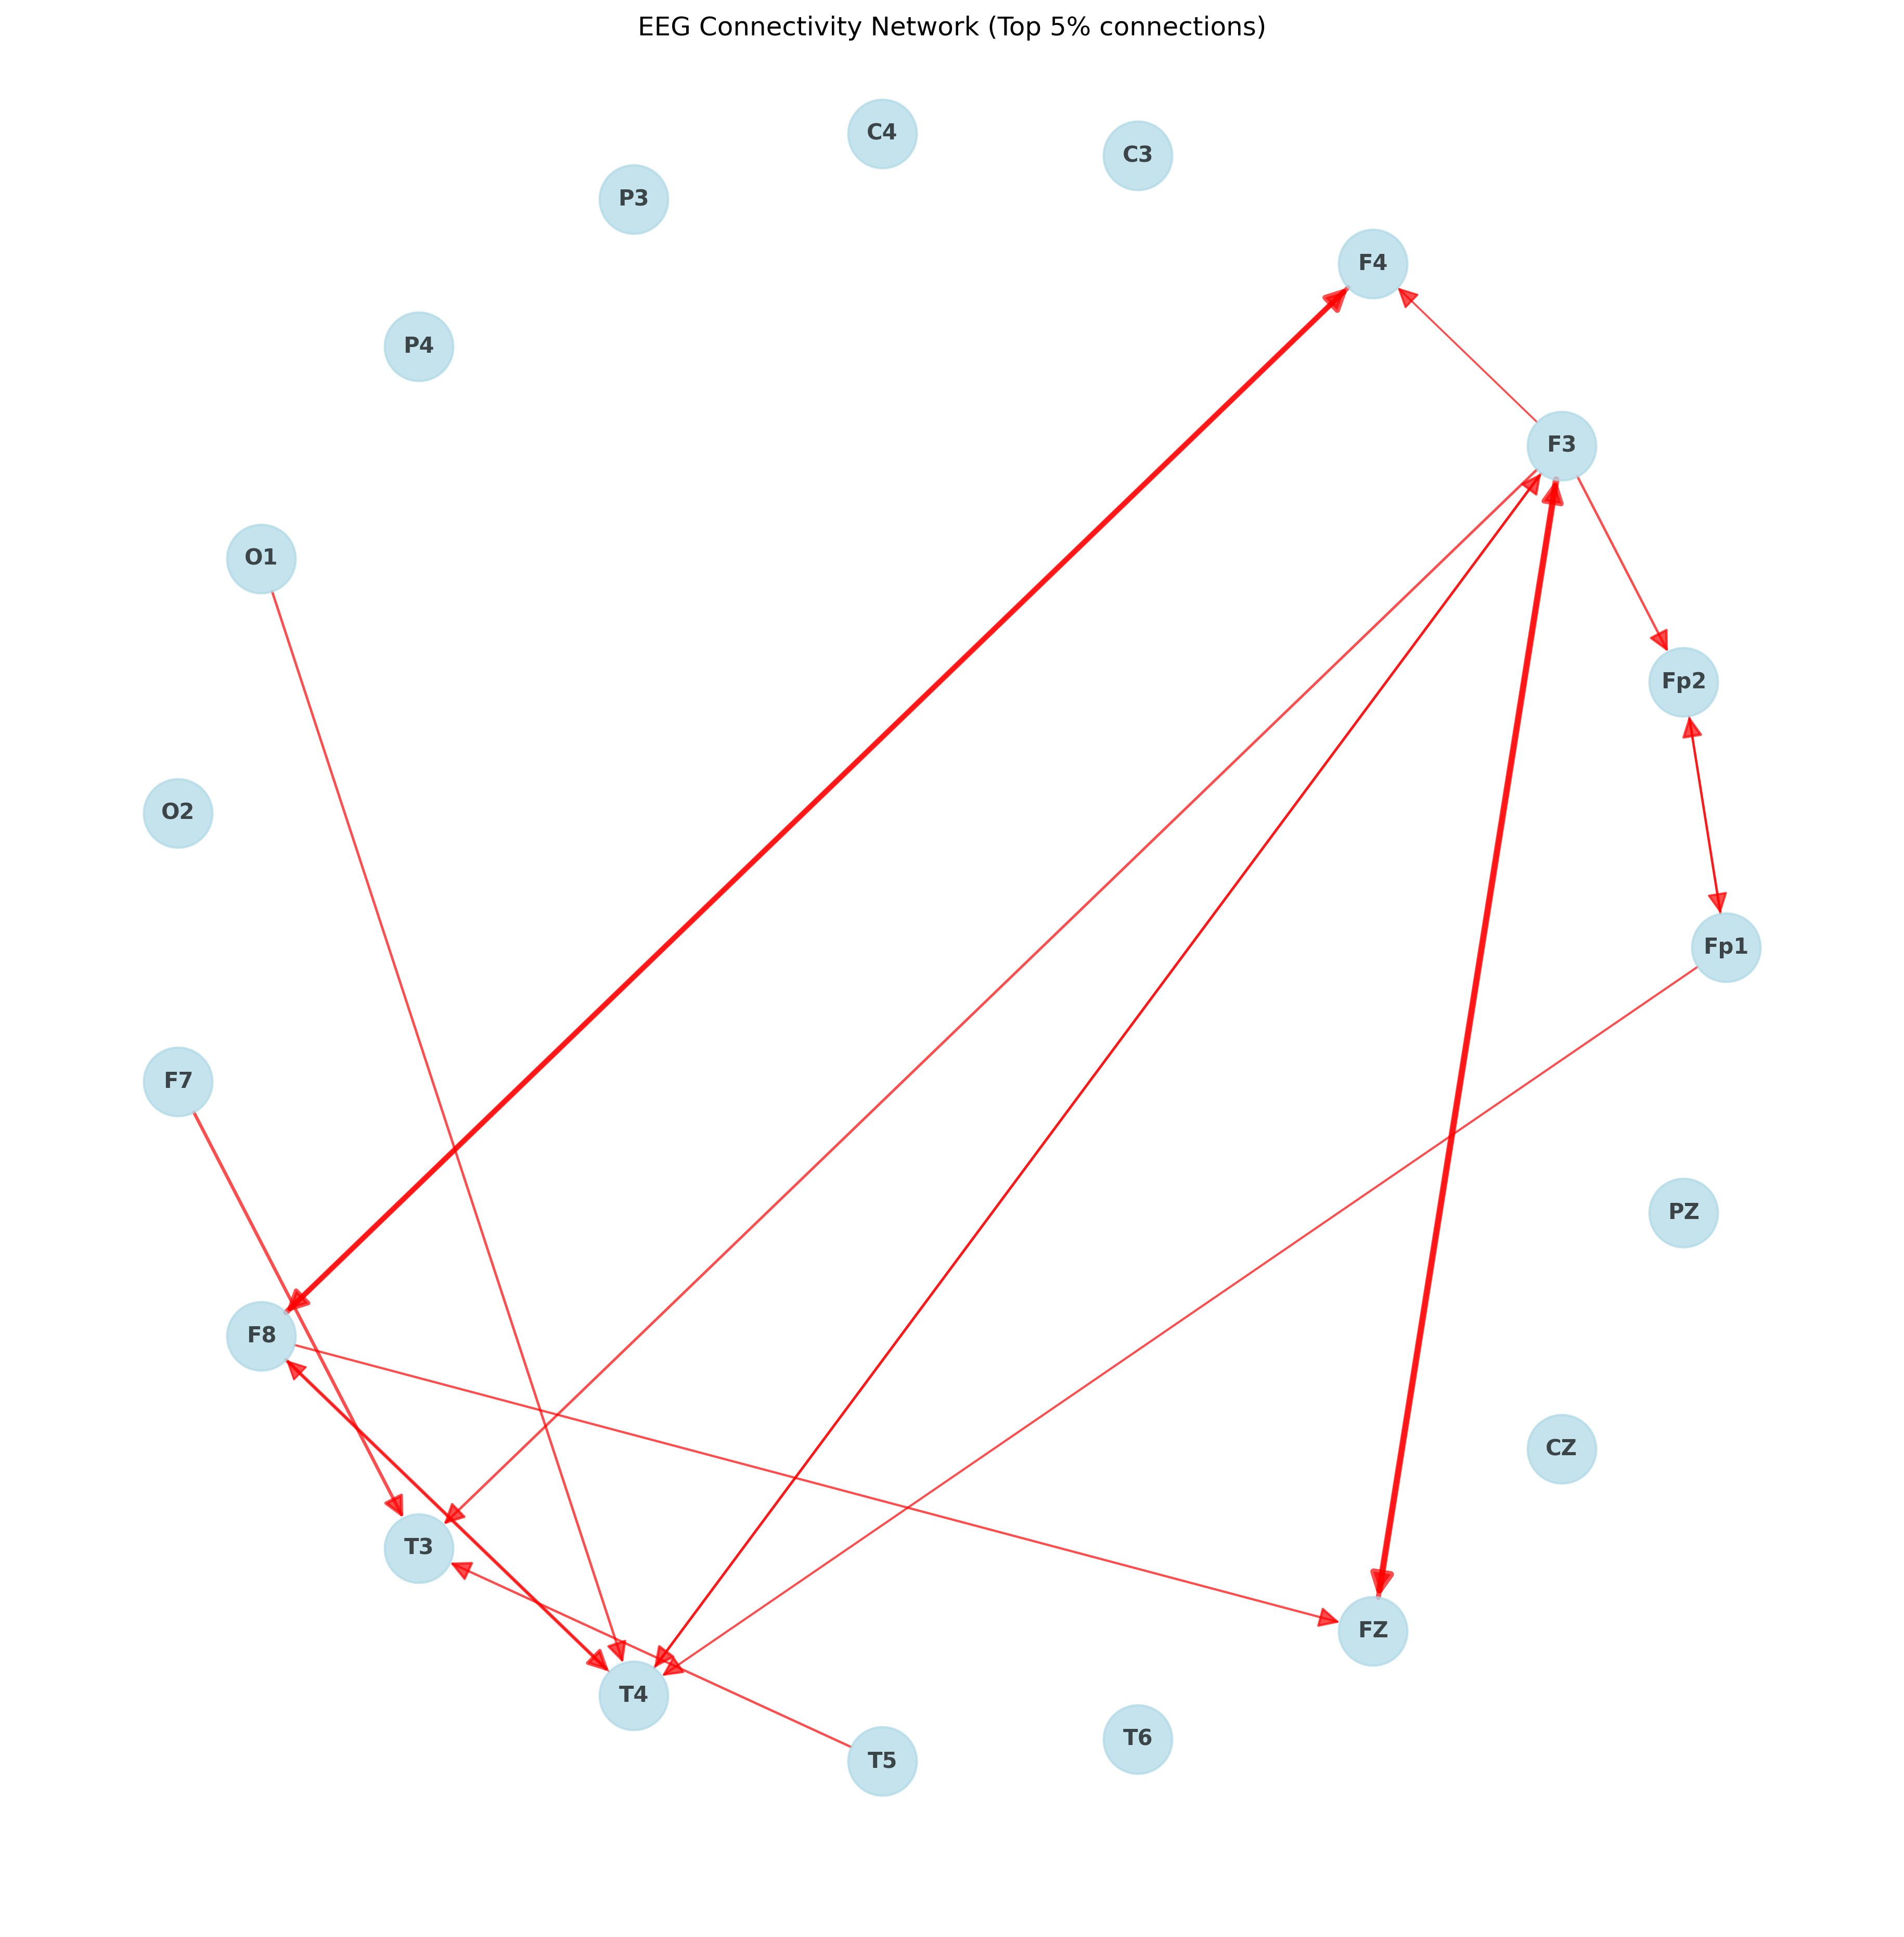 EEG Connectivity Network (Top 5% connections)
C4
C3
P3
F4
P4
F3
O1
Fp2
O2
Fp1
F7
PZ
F8
CZ
T3
FZ
T4
T6
T5